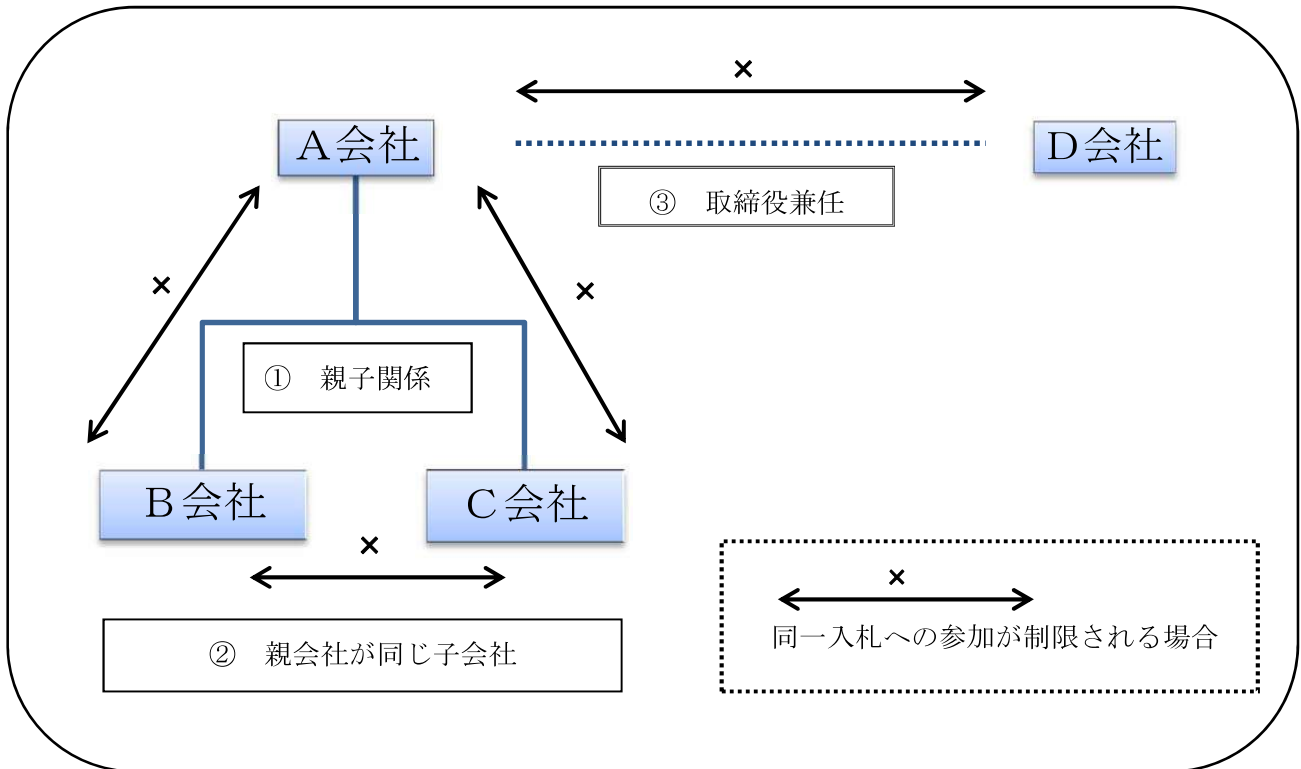 ×
A会社
D会社
③ 取締役兼任
×
×
① 親子関係
B会社
C会社
×
② 親会社が同じ子会社
×
同一入札への参加が制限される場合